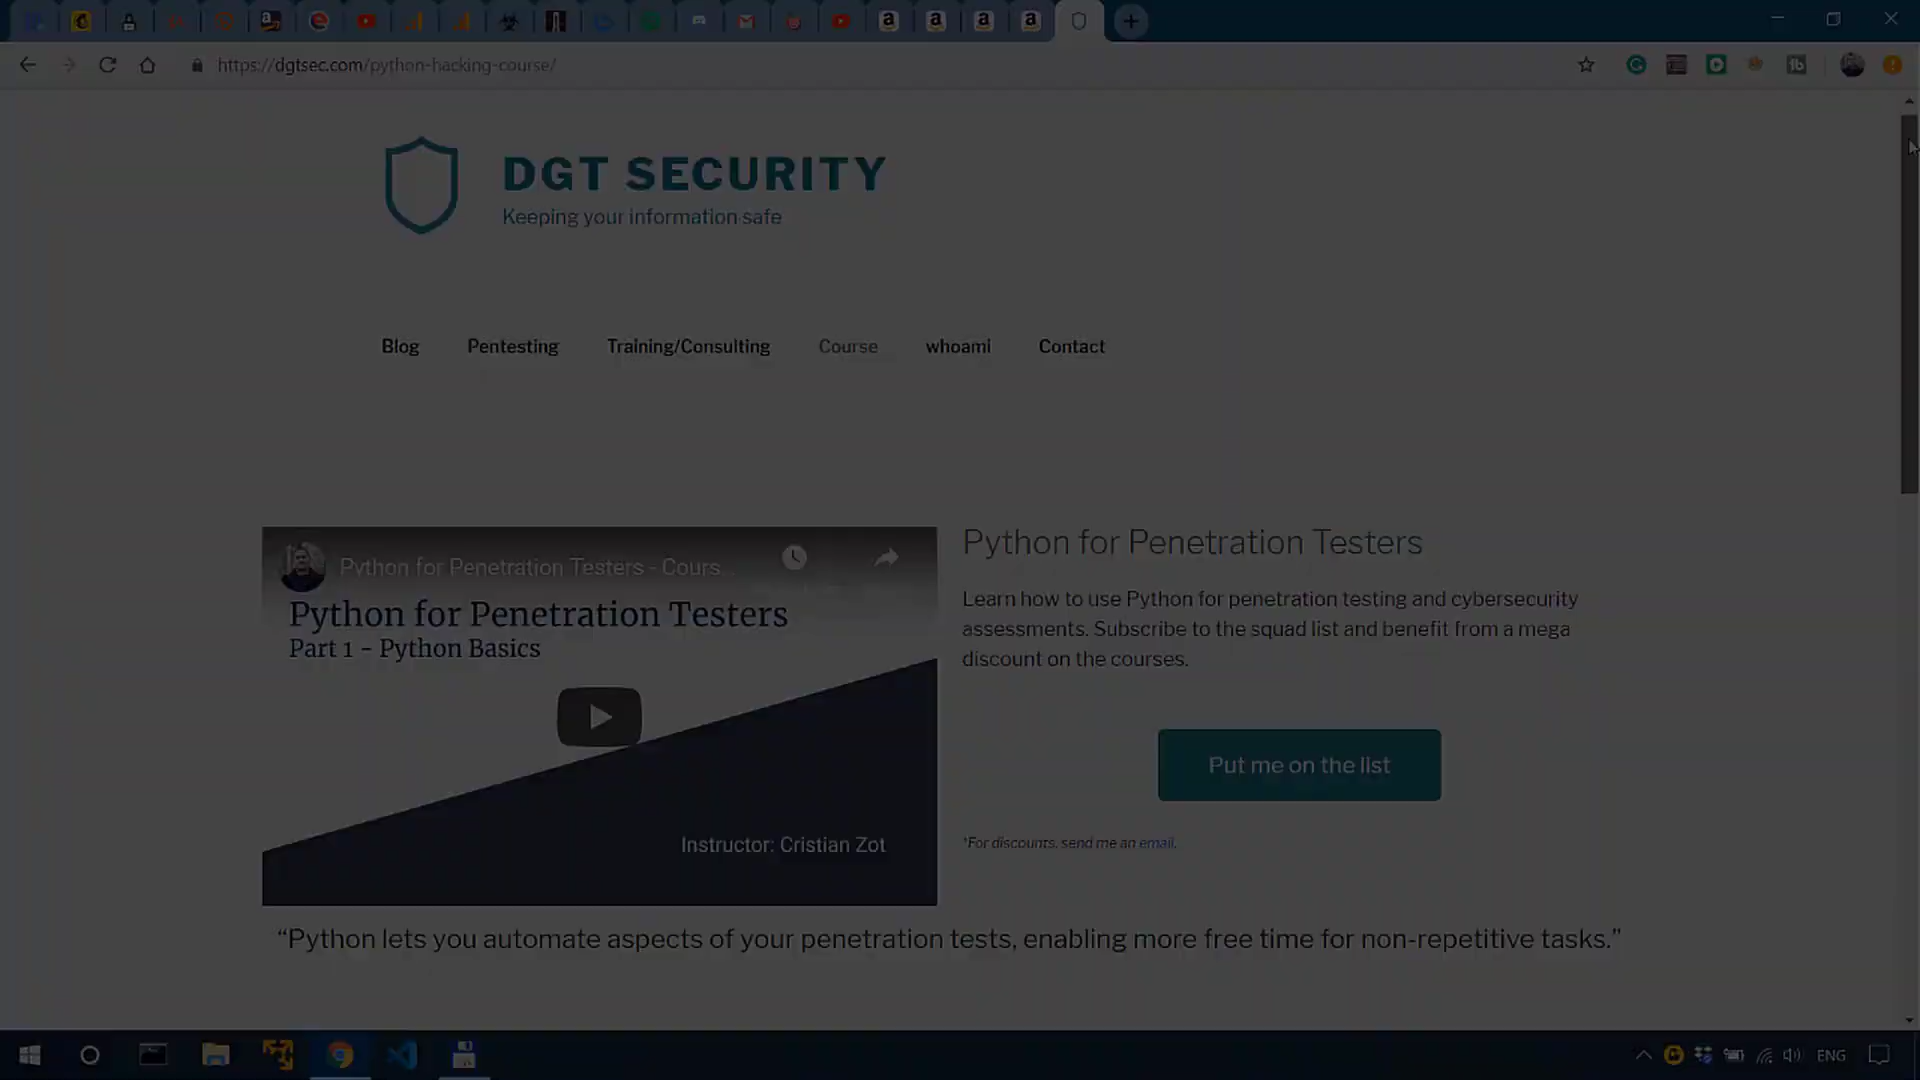 https://dgtsec.com/python-hacking-course/
DGT SECURITY
Keeping your information safe
Blog Pentesting Training/Consulting Course whoami Contact
Python for Penetration Testers - Cours...
Python for Penetration Testers
Part 1 - Python Basics
Instructor: Cristian Zot
Python for Penetration Testers
Learn how to use Python for penetration testing and cybersecurity
assessments. Subscribe to the squad list and benefit from a mega
discount on the courses.
Put me on the list
*For discounts, send me an email.
“Python lets you automate aspects of your penetration tests, enabling more free time for non-repetitive tasks.”
ENG